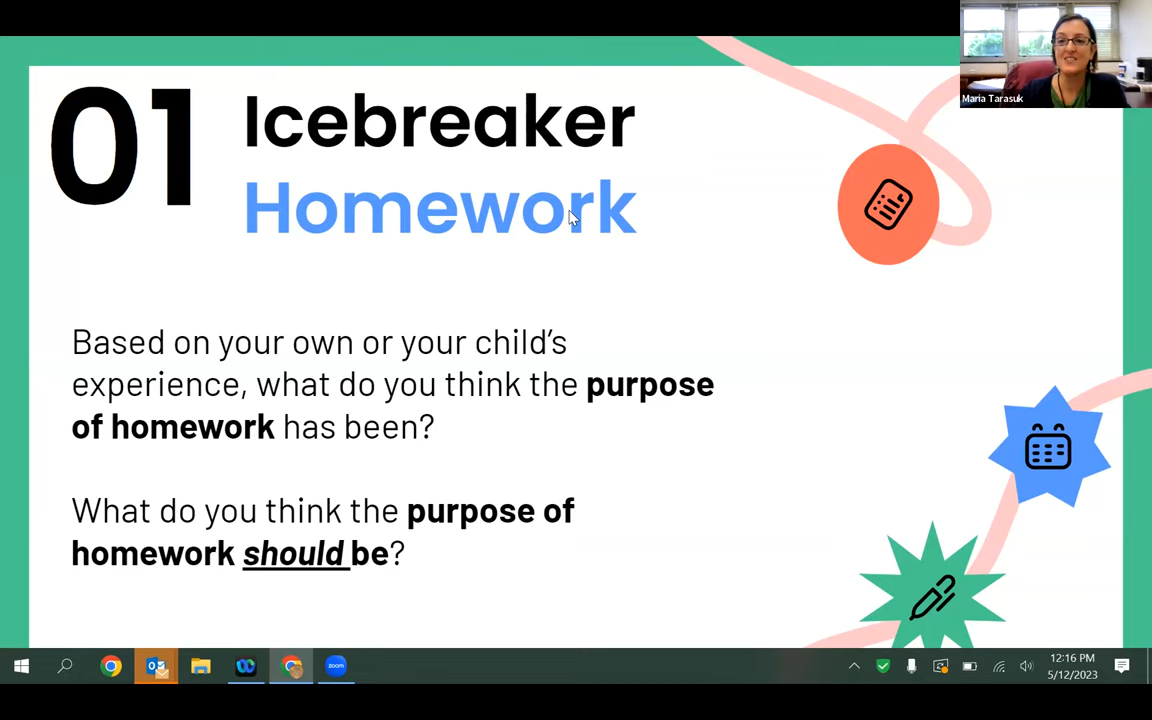 Maria Tarasuk
01
Icebreaker
Homework
Based on your own or your child’s
experience, what do you think the purpose
of homework has been?
What do you think the purpose of
homework should be?
zoom
12:16 PM
5/12/2023